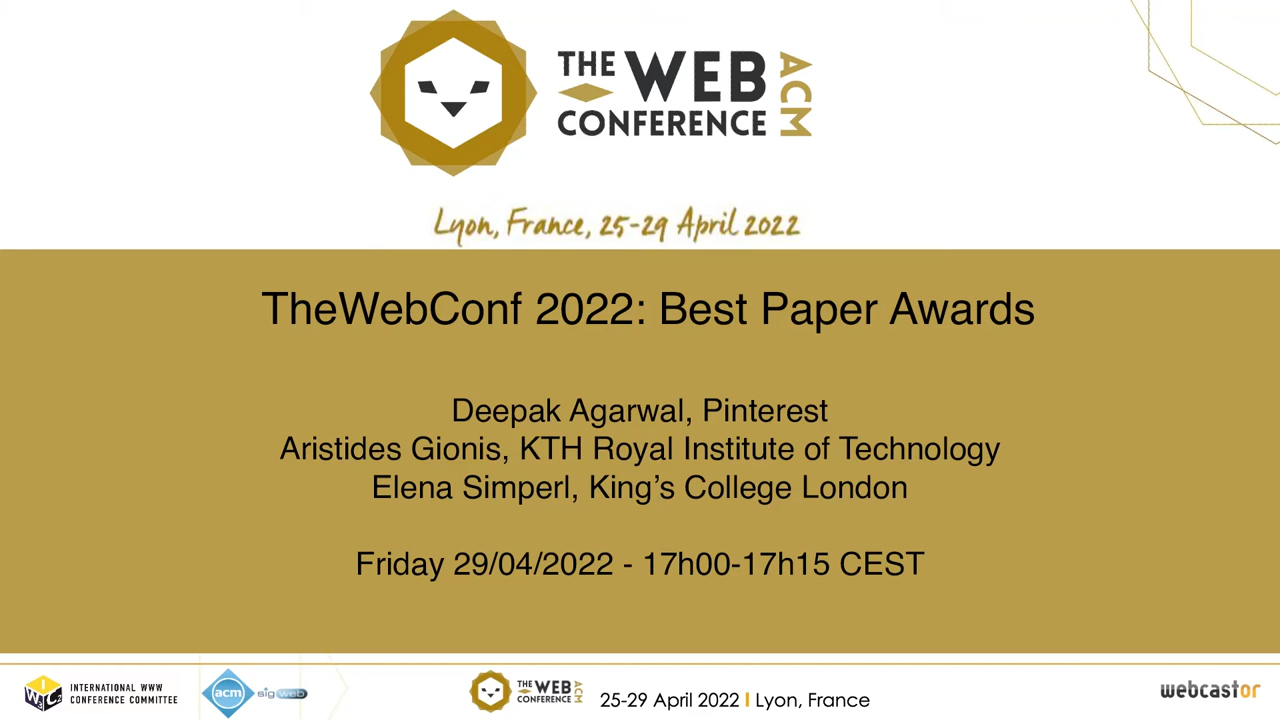 THE WEB CONFERENCE ACM
Lyon, France, 25-29 April 2022
TheWebConf 2022: Best Paper Awards
Deepak Agarwal, Pinterest
Aristides Gionis, KTH Royal Institute of Technology
Elena Simperl, King’s College London
Friday 29/04/2022 - 17h00-17h15 CEST
IW3C2
INTERNATIONAL WWW
CONFERENCE COMMITTEE
acm
sigweb
THE WEB CONFERENCE ACM
25-29 April 2022 I Lyon, France
webcastor